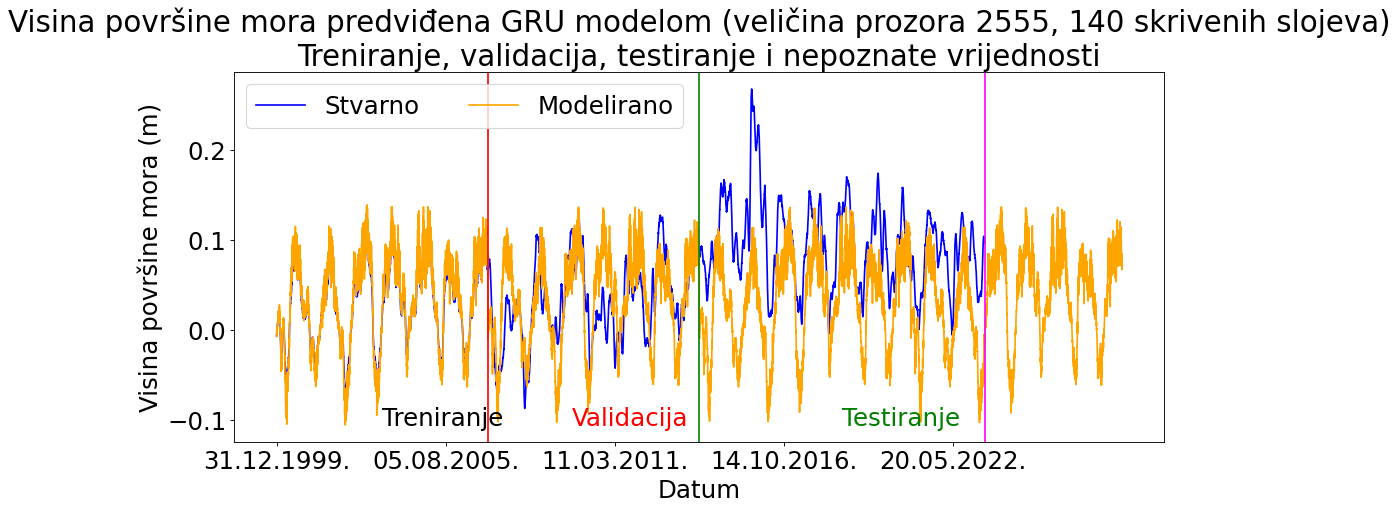 Visina površine mora predviđena GRU modelom (veličina prozora 2555, 140 skrivenih slojeva)
Treniranje, validacija, testiranje i nepoznate vrijednosti
Stvarno Modelirano
Visina površine mora (m)
0.2
0.1
0.0
−0.1
Treniranje Validacija Testiranje
31.12.1999. 05.08.2005. 11.03.2011. 14.10.2016. 20.05.2022.
Datum